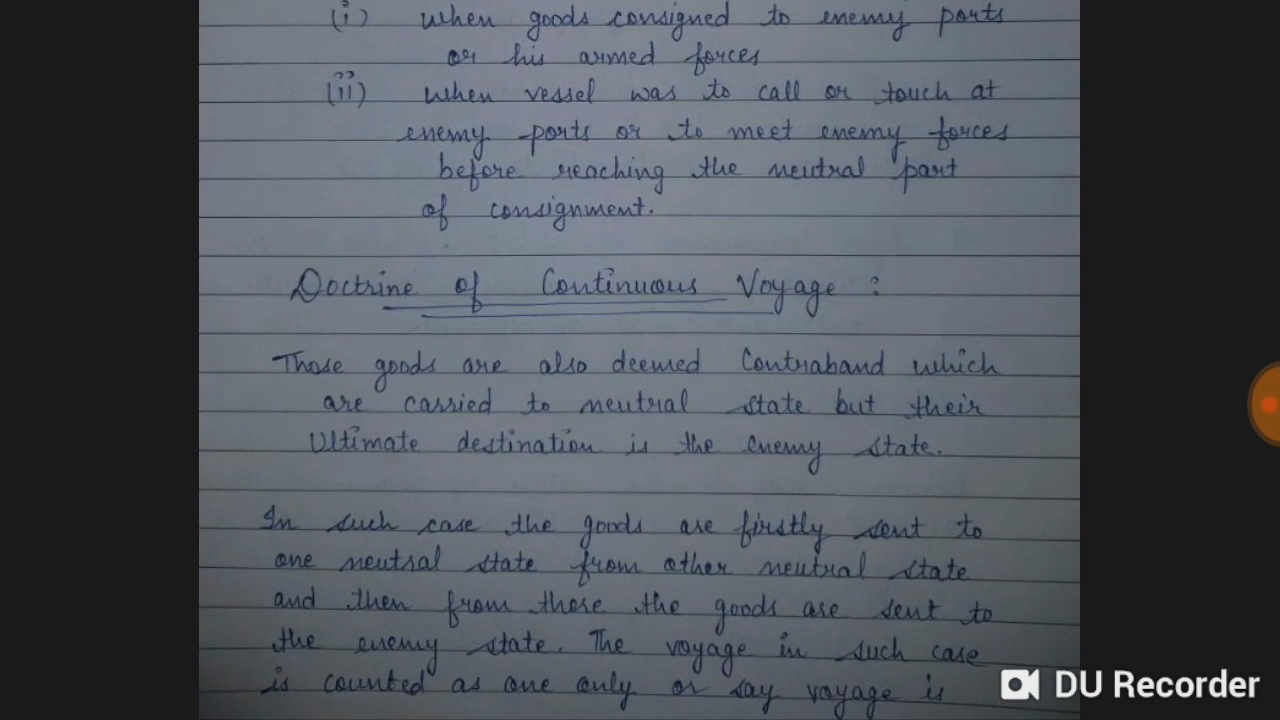 (i) when goods consigned to enemy ports
or his armed forces
(ii) when vessel was to call or touch at
enemy ports or to meet enemy forces
before reaching the neutral part
of consignment.
Doctrine of Continuous Voyage :
Those goods are also deemed Contraband which
are carried to neutral state but their
Ultimate destination is the enemy state.
In such case the goods are firstly sent to
one neutral state from other neutral state
and then from those the goods are sent to
the enemy state. The voyage in such case
is counted as one only or say voyage is
DU Recorder